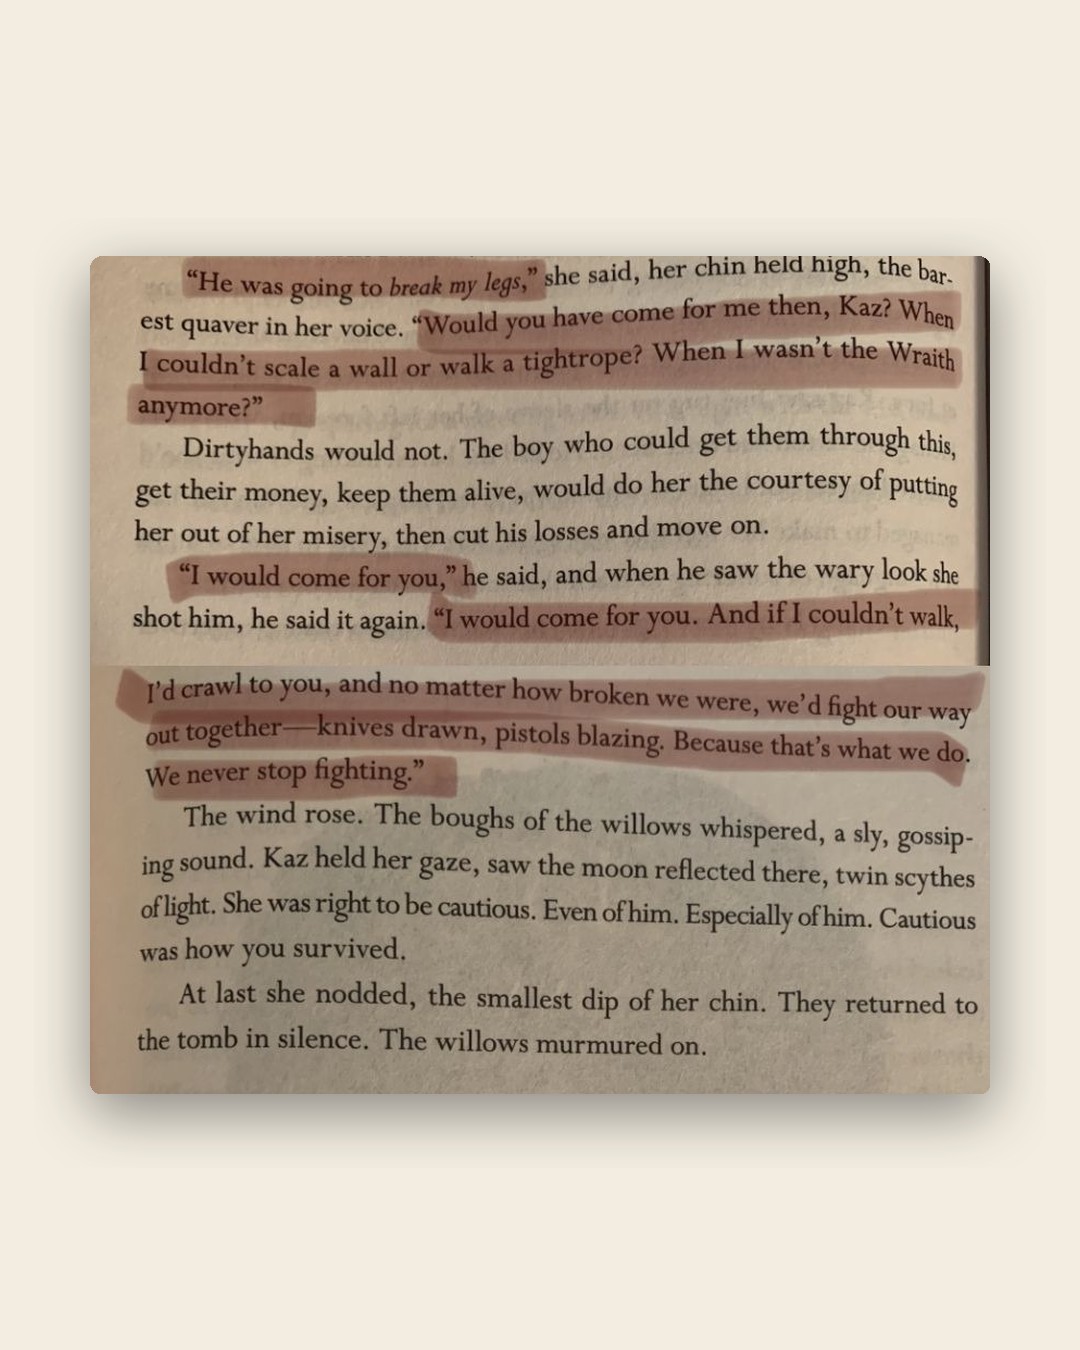 “He was going to break my legs,” she said, her chin held high, the bar-
est quaver in her voice. “Would you have come for me then, Kaz? When
I couldn’t scale a wall or walk a tightrope? When I wasn’t the Wraith
anymore?”
Dirtyhands would not. The boy who could get them through this,
get their money, keep them alive, would do her the courtesy of putting
her out of her misery, then cut his losses and move on.
“I would come for you,” he said, and when he saw the wary look she
shot him, he said it again. “I would come for you. And if I couldn’t walk,
I’d crawl to you, and no matter how broken we were, we’d fight our way
out together—knives drawn, pistols blazing. Because that’s what we do.
We never stop fighting.”
The wind rose. The boughs of the willows whispered, a sly, gossip-
ing sound. Kaz held her gaze, saw the moon reflected there, twin scythes
of light. She was right to be cautious. Even of him. Especially of him. Cautious
was how you survived.
At last she nodded, the smallest dip of her chin. They returned to
the tomb in silence. The willows murmured on.